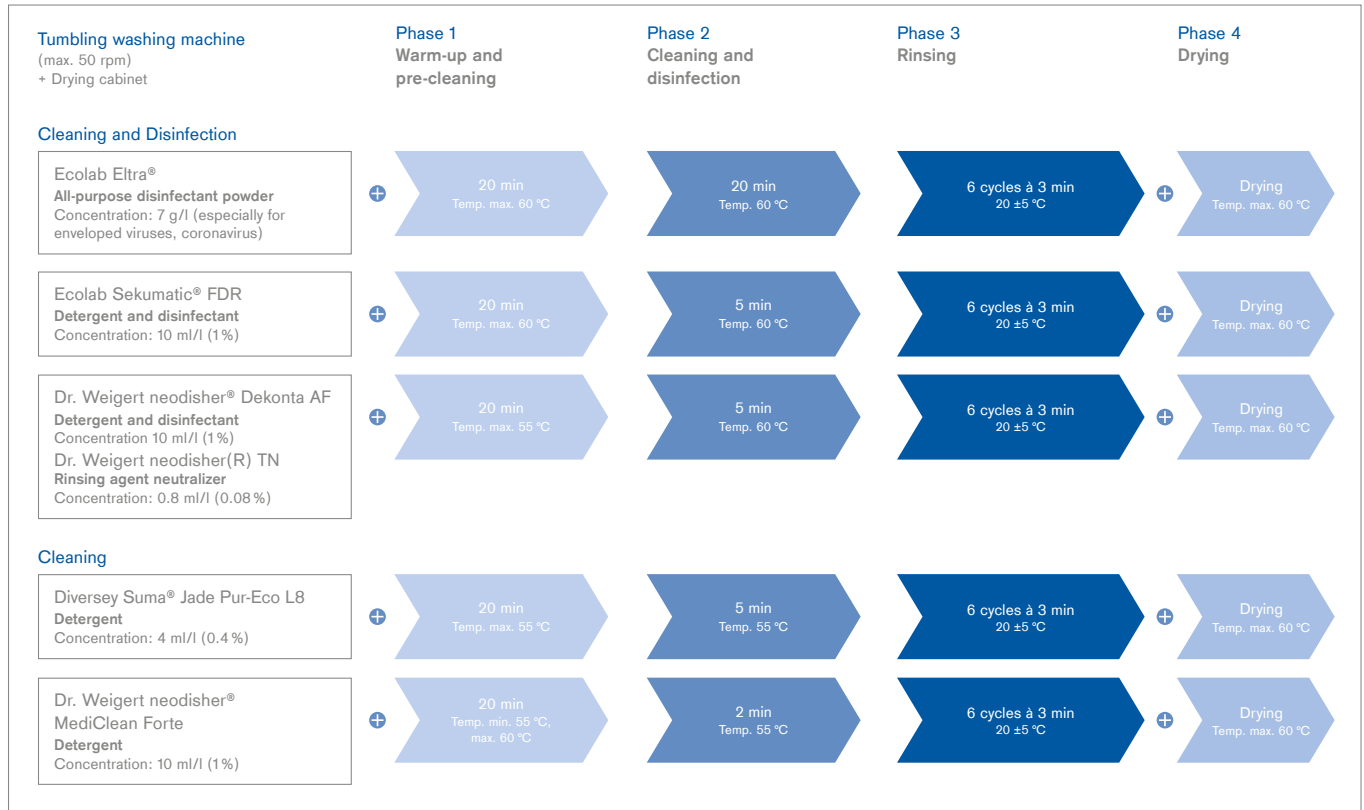 Tumbling washing machine
(max. 50 rpm)
+ Drying cabinet
Phase 1
Warm-up and
pre-cleaning
Phase 2
Cleaning and
disinfection
Phase 3
Rinsing
Phase 4
Drying
Cleaning and Disinfection
Ecolab Eltra®
All-purpose disinfectant powder
Concentration: 7 g/l (especially for
enveloped viruses, coronavirus)
20 min
Temp. max. 60 °C
20 min
Temp. 60 °C
6 cycles à 3 min
20 ±5 °C
Drying
Temp. max. 60 °C
Ecolab Sekumatic® FDR
Detergent and disinfectant
Concentration: 10 ml/l (1 %)
20 min
Temp. max. 60 °C
5 min
Temp. 60 °C
6 cycles à 3 min
20 ±5 °C
Drying
Temp. max. 60 °C
Dr. Weigert neodisher® Dekonta AF
Detergent and disinfectant
Concentration 10 ml/l (1 %)
Dr. Weigert neodisher(R) TN
Rinsing agent neutralizer
Concentration: 0.8 ml/l (0.08 %)
20 min
Temp. max. 55 °C
5 min
Temp. 60 °C
6 cycles à 3 min
20 ±5 °C
Drying
Temp. max. 60 °C
Cleaning
Diversey Suma® Jade Pur-Eco L8
Detergent
Concentration: 4 ml/l (0.4 %)
20 min
Temp. max. 55 °C
5 min
Temp. 55 °C
6 cycles à 3 min
20 ±5 °C
Drying
Temp. max. 60 °C
Dr. Weigert neodisher®
MediClean Forte
Detergent
Concentration: 10 ml/l (1 %)
20 min
Temp. min. 55 °C,
max. 60 °C
2 min
Temp. 55 °C
6 cycles à 3 min
20 ±5 °C
Drying
Temp. max. 60 °C